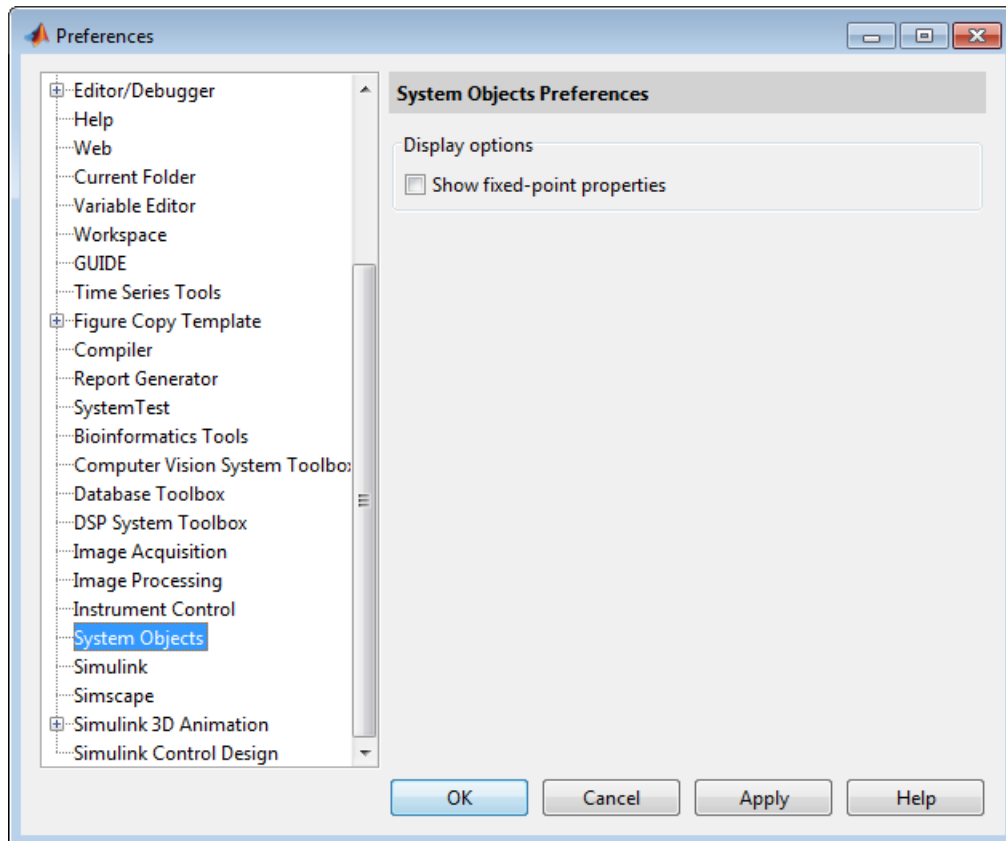 Preferences
Editor/Debugger
Help
Web
Current Folder
Variable Editor
Workspace
GUIDE
Time Series Tools
Figure Copy Template
Compiler
Report Generator
SystemTest
Bioinformatics Tools
Computer Vision System Toolbo
Database Toolbox
DSP System Toolbox
Image Acquisition
Image Processing
Instrument Control
System Objects
Simulink
Simscape
Simulink 3D Animation
Simulink Control Design
System Objects Preferences
Display options
Show fixed-point properties
OK
Cancel
Apply
Help